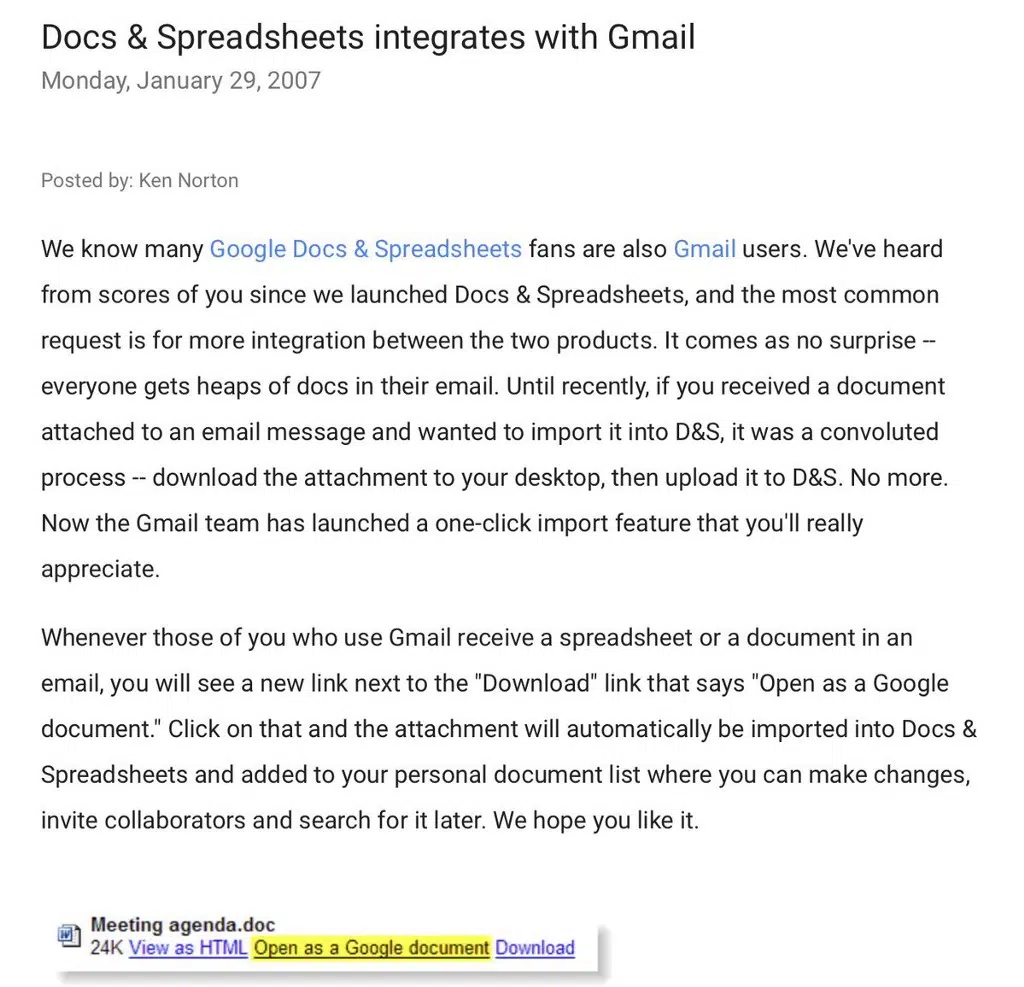 Docs & Spreadsheets integrates with Gmail
Monday, January 29, 2007
Posted by: Ken Norton
We know many Google Docs & Spreadsheets fans are also Gmail users. We've heard
from scores of you since we launched Docs & Spreadsheets, and the most common
request is for more integration between the two products. It comes as no surprise --
everyone gets heaps of docs in their email. Until recently, if you received a document
attached to an email message and wanted to import it into D&S, it was a convoluted
process -- download the attachment to your desktop, then upload it to D&S. No more.
Now the Gmail team has launched a one-click import feature that you'll really
appreciate.
Whenever those of you who use Gmail receive a spreadsheet or a document in an
email, you will see a new link next to the "Download" link that says "Open as a Google
document." Click on that and the attachment will automatically be imported into Docs &
Spreadsheets and added to your personal document list where you can make changes,
invite collaborators and search for it later. We hope you like it.
Meeting agenda.doc
24K View as HTML Open as a Google document Download